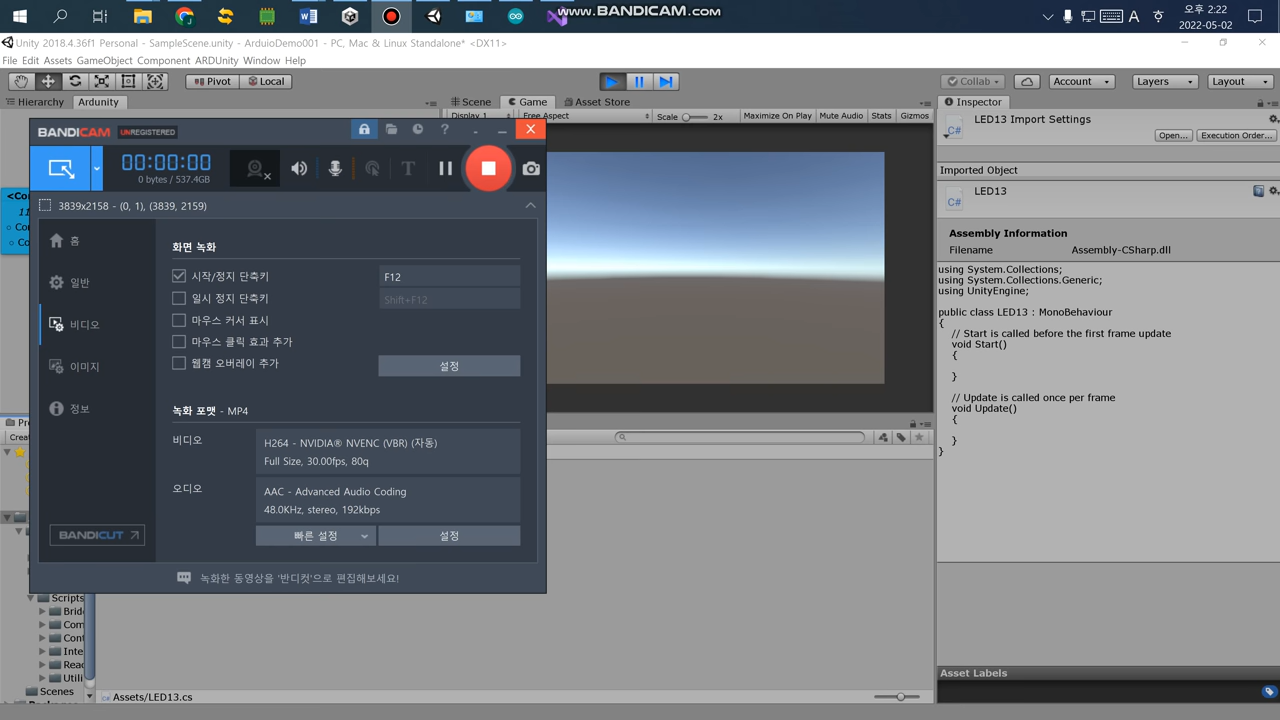 www.BANDICAM.com
A
오후 2:22
2022-05-02
Unity 2018.4.36f1 Personal - SampleScene.unity - ArduioDemo001 - PC, Mac & Linux Standalone* <DX11>
File Edit Assets GameObject Component ARDUnity Window Help
Pivot Local Collab Account Layers Layout
Hierarchy Ardunity Scene Game Asset Store Inspector
Display 1 Free Aspect Scale 2x Maximize On Play Mute Audio Stats Gizmos
LED13 Import Settings
C#
Open... Execution Order...
Imported Object
LED13
C#
Assembly Information
Filename Assembly-CSharp.dll
using System.Collections;
using System.Collections.Generic;
using UnityEngine;
public class LED13 : MonoBehaviour
{
// Start is called before the first frame update
void Start()
{
}
// Update is called once per frame
void Update()
{
}
}
Asset Labels
BANDICAM UNREGISTERED
?
00:00:00
0 bytes / 537.4GB
T
3839x2158 - (0, 1), (3839, 2159)
홈
일반
비디오
이미지
정보
BANDICUT
화면 녹화
시작/정지 단축키 F12
일시 정지 단축키 Shift+F12
마우스 커서 표시
마우스 클릭 효과 추가
웹캠 오버레이 추가
설정
녹화 포맷 - MP4
비디오
H264 - NVIDIA® NVENC (VBR) (자동)
Full Size, 30.00fps, 80q
오디오
AAC - Advanced Audio Coding
48.0KHz, stereo, 192kbps
빠른 설정 설정
녹화한 동영상을 '반디컷'으로 편집해보세요!
<Co
11
Co
Co
Pr
Crea
Scripts
Brid
Com
Cont
Inte
Rea
Utili
Scenes
Assets/LED13.cs